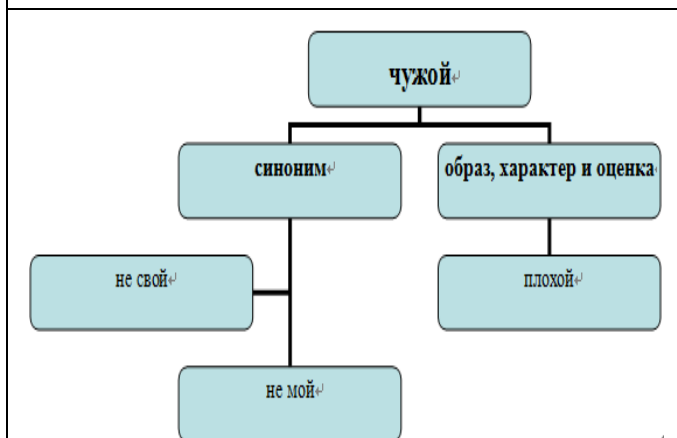 чужой
синоним
образ, характер и оценка
не свой
плохой
не мой